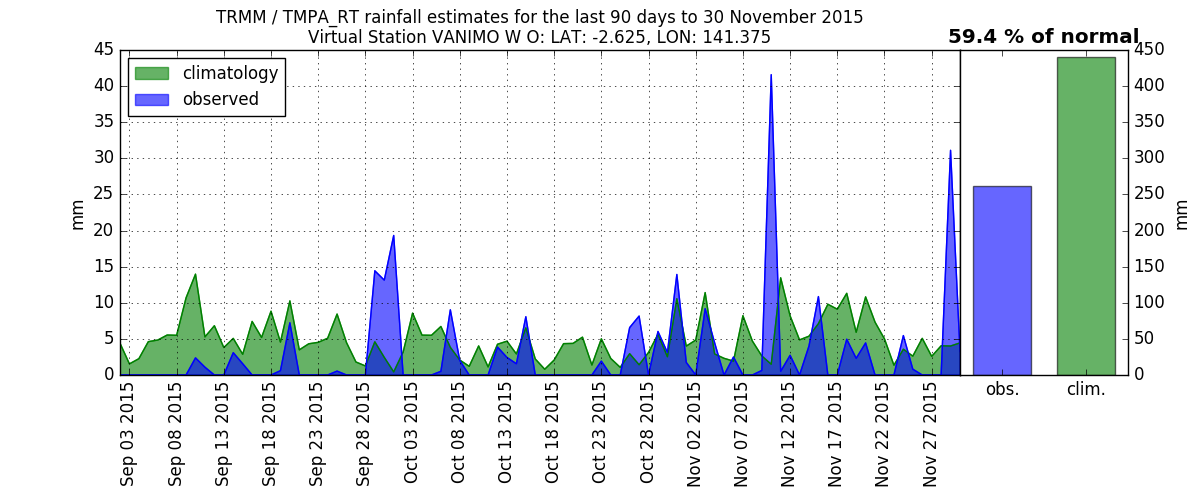 TRMM / TMPA_RT rainfall estimates for the last 90 days to 30 November 2015
Virtual Station VANIMO W O: LAT: -2.625, LON: 141.375
59.4 % of normal
climatology
observed
mm
45
40
35
30
25
20
15
10
5
0
Sep 03 2015
Sep 08 2015
Sep 13 2015
Sep 18 2015
Sep 23 2015
Sep 28 2015
Oct 03 2015
Oct 08 2015
Oct 13 2015
Oct 18 2015
Oct 23 2015
Oct 28 2015
Nov 02 2015
Nov 07 2015
Nov 12 2015
Nov 17 2015
Nov 22 2015
Nov 27 2015
450
400
350
300
250
200
150
100
50
0
mm
obs.
clim.